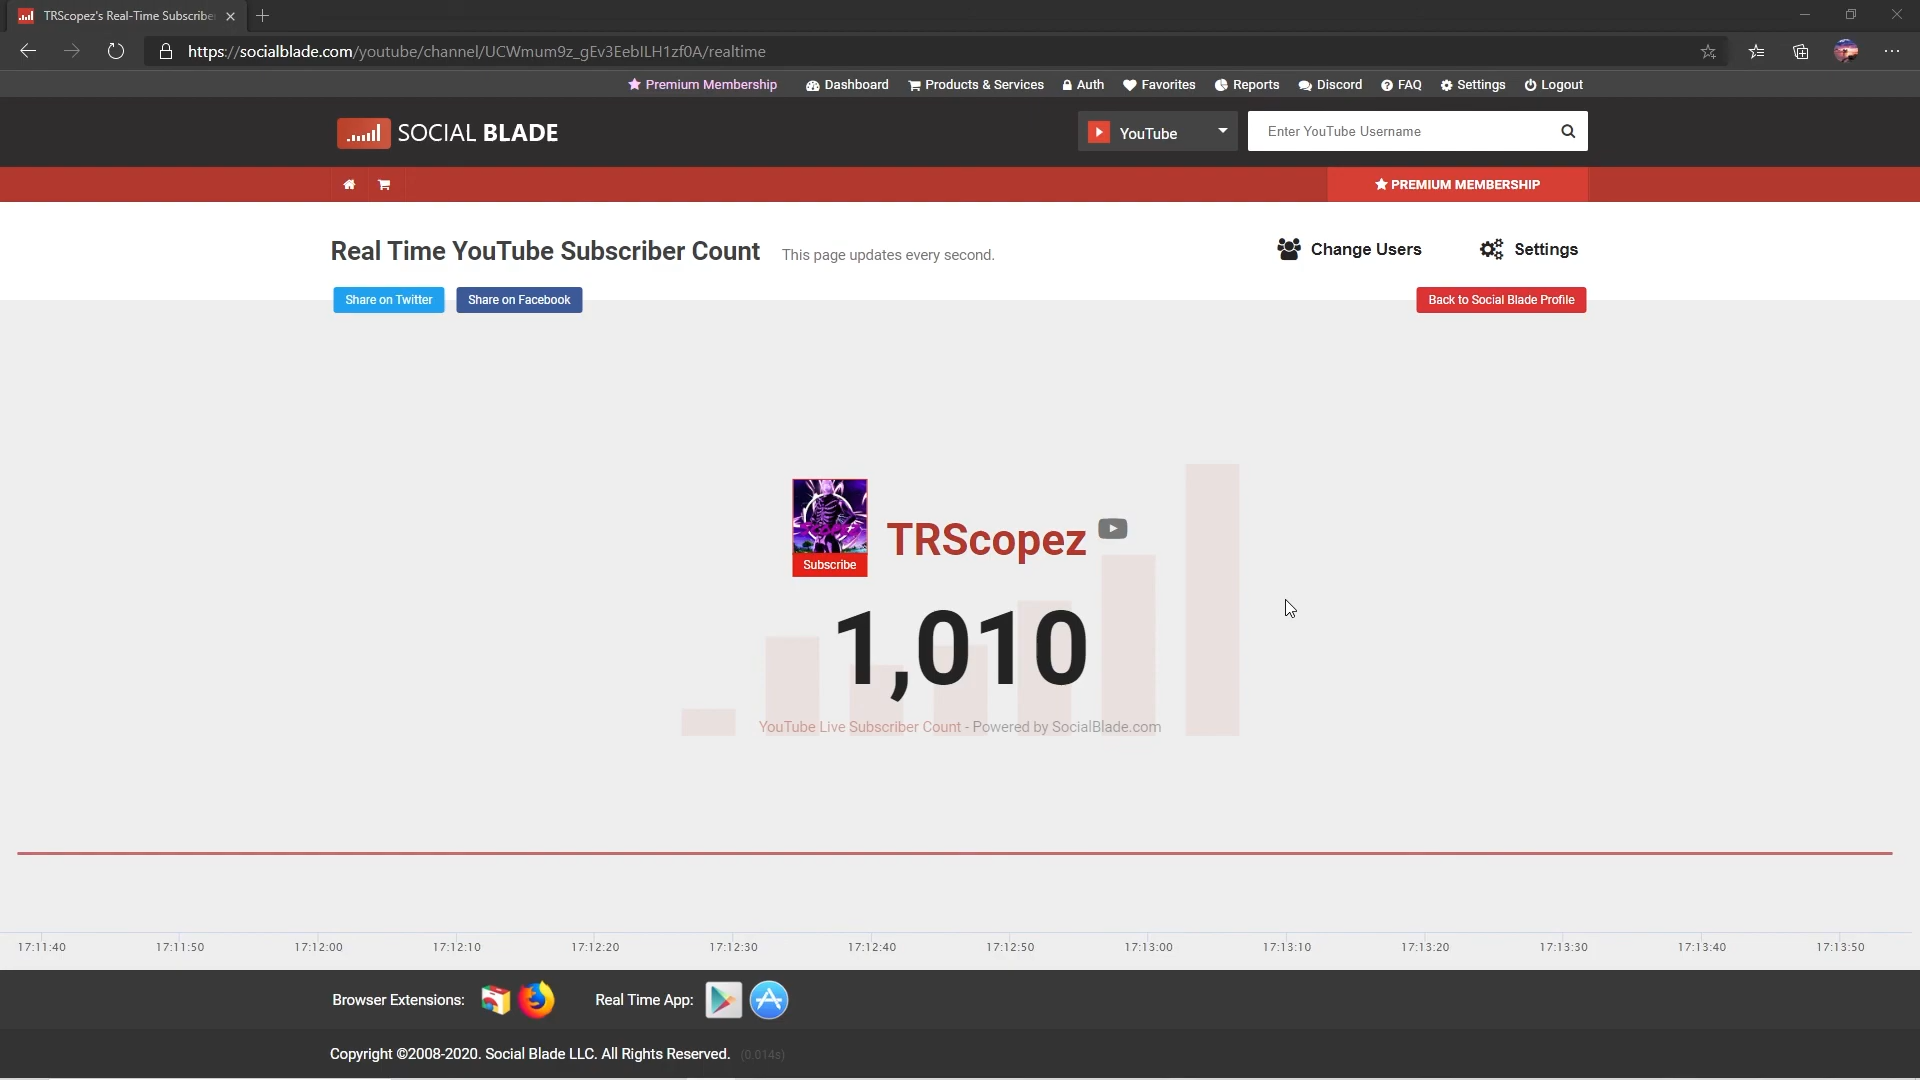 TRScopez's Real-Time Subscribe
https://socialblade.com/youtube/channel/UCWmum9z_gEv3EebILH1zf0A/realtime
Premium Membership Dashboard Products & Services Auth Favorites Reports Discord FAQ Settings Logout
SOCIAL BLADE
YouTube
Enter YouTube Username
PREMIUM MEMBERSHIP
Real Time YouTube Subscriber Count This page updates every second.
Change Users Settings
Share on Twitter Share on Facebook Back to Social Blade Profile
TRScopez
Subscribe
1,010
YouTube Live Subscriber Count - Powered by SocialBlade.com
17:11:40 17:11:50 17:12:00 17:12:10 17:12:20 17:12:30 17:12:40 17:12:50 17:13:00 17:13:10 17:13:20 17:13:30 17:13:40 17:13:50
Browser Extensions: Real Time App:
Copyright ©2008-2020. Social Blade LLC. All Rights Reserved. (0.014s)